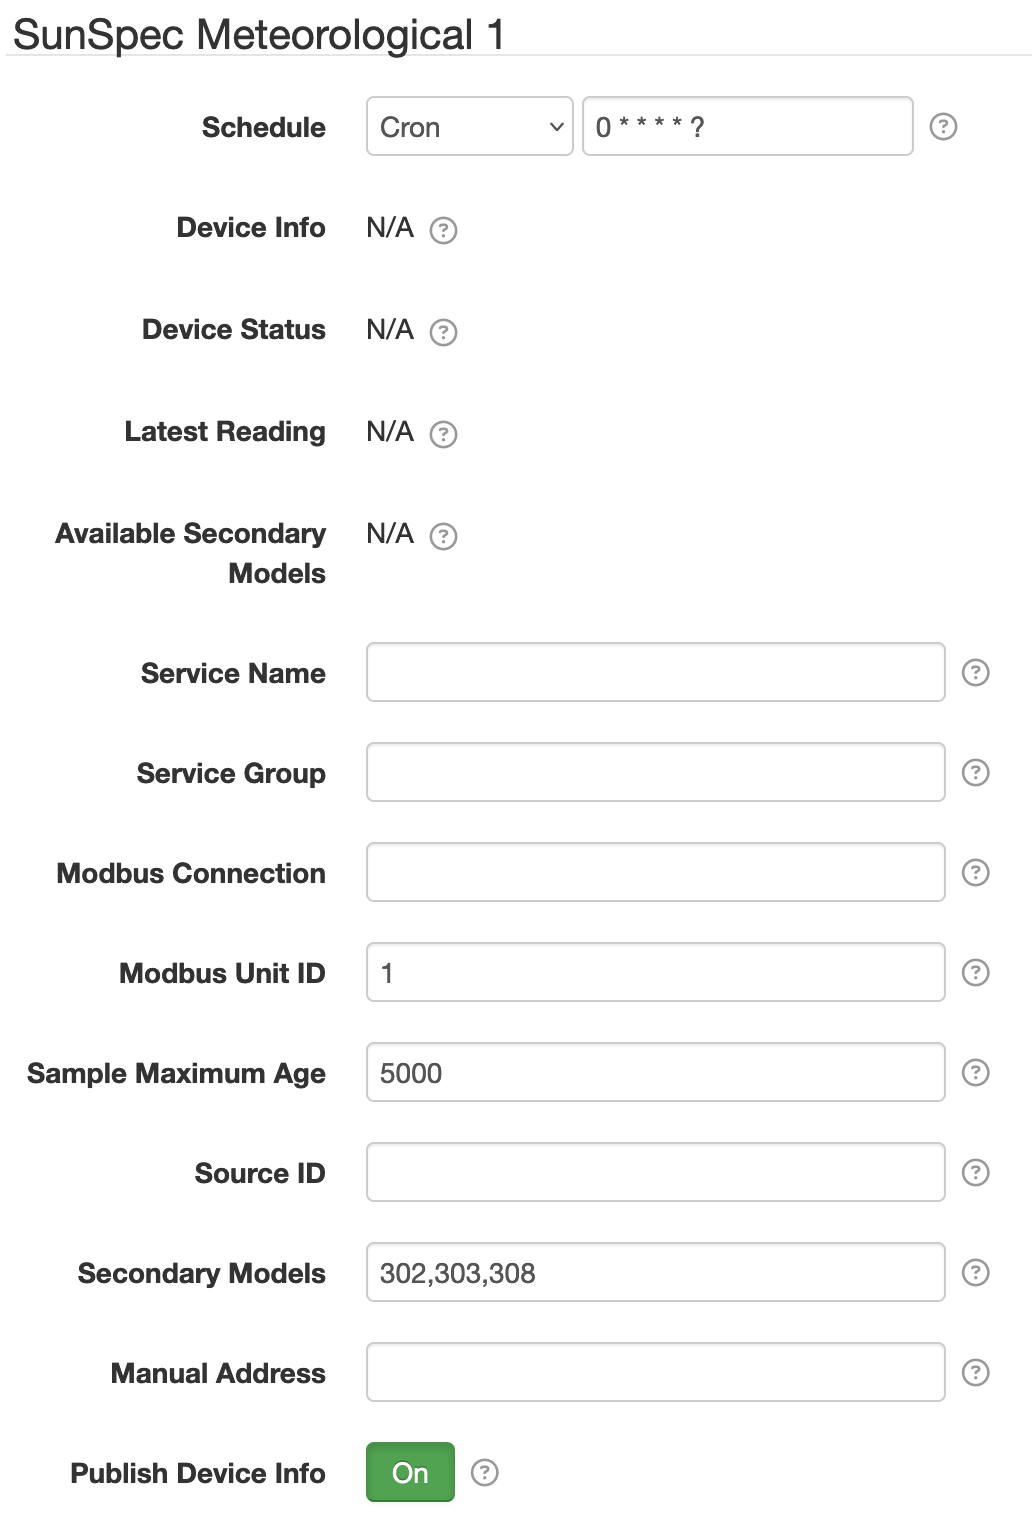 SunSpec Meteorological 1
Schedule Cron 0 * * * * ?
Device Info N/A
Device Status N/A
Latest Reading N/A
Available Secondary N/A
Models
Service Name
Service Group
Modbus Connection
Modbus Unit ID 1
Sample Maximum Age 5000
Source ID
Secondary Models 302,303,308
Manual Address
Publish Device Info On